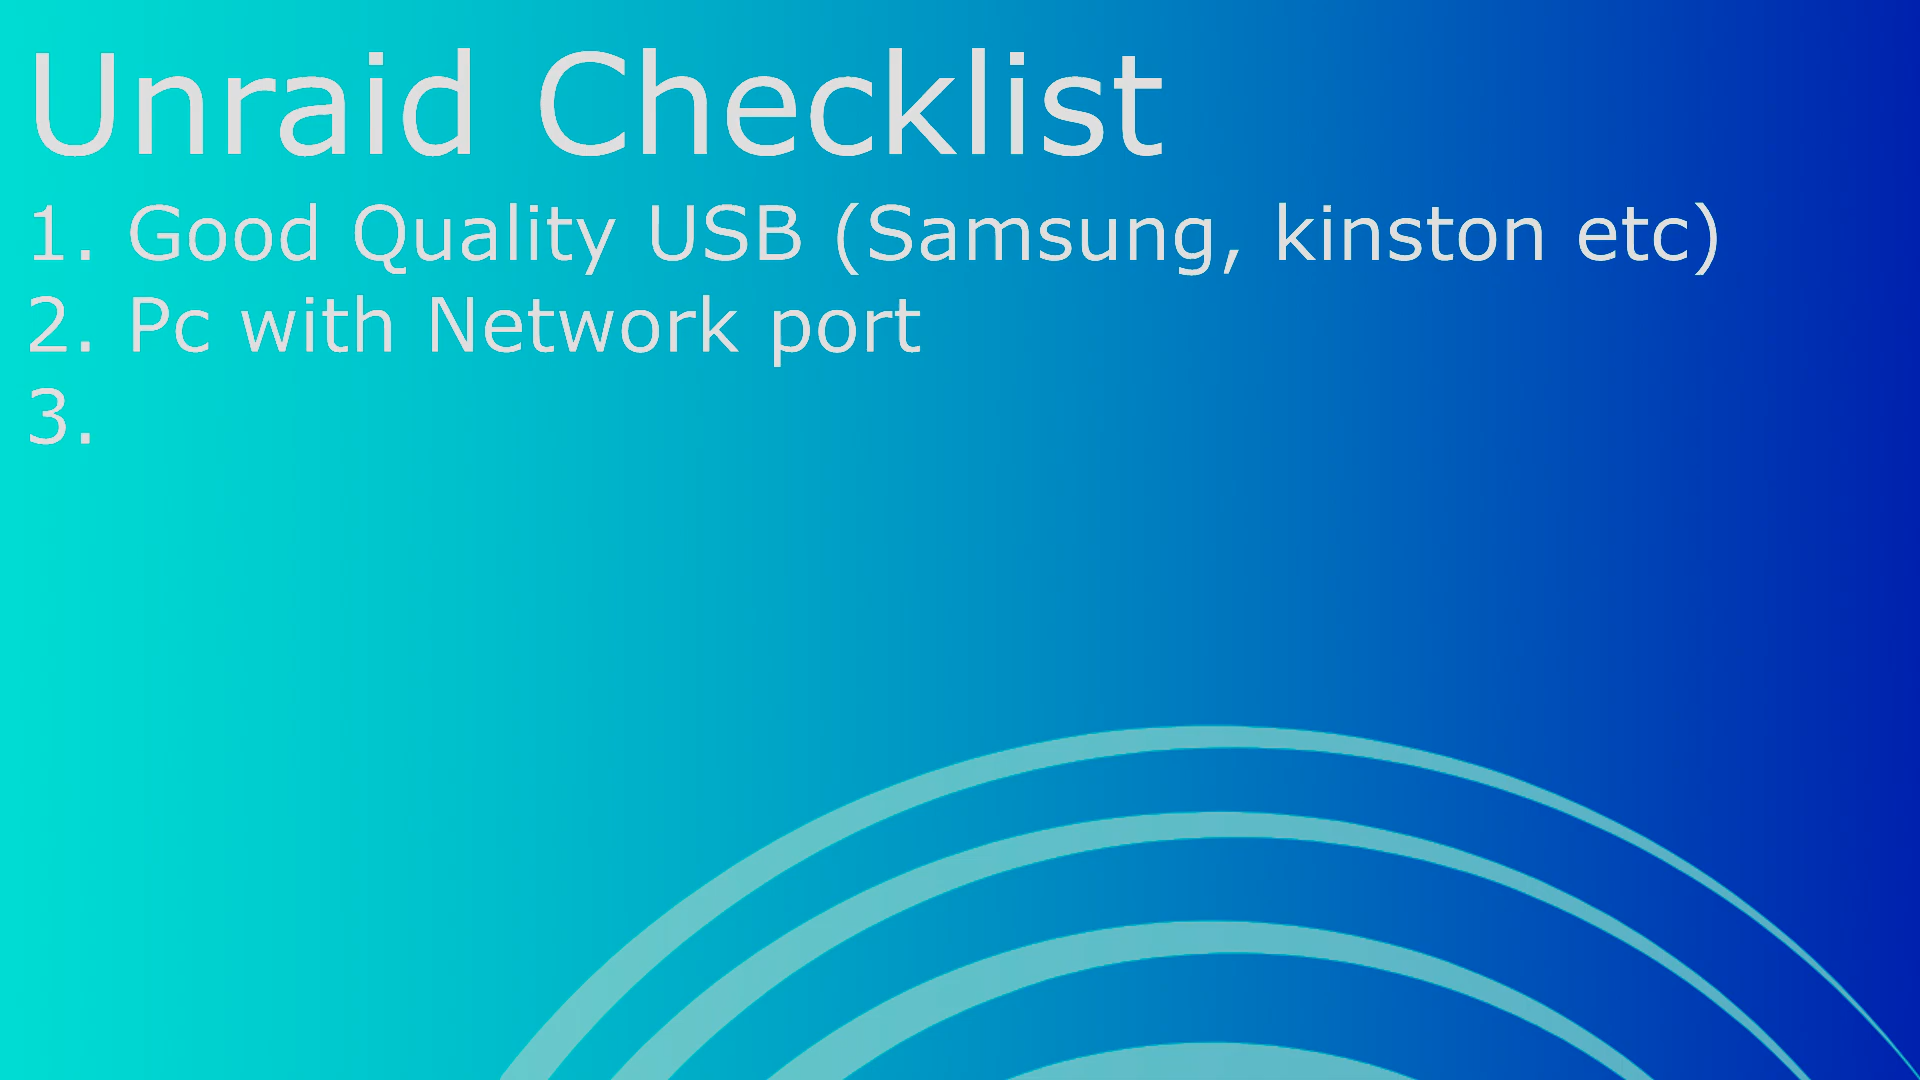 Unraid Checklist
1. Good Quality USB (Samsung, kinston etc)
2. Pc with Network port
3.